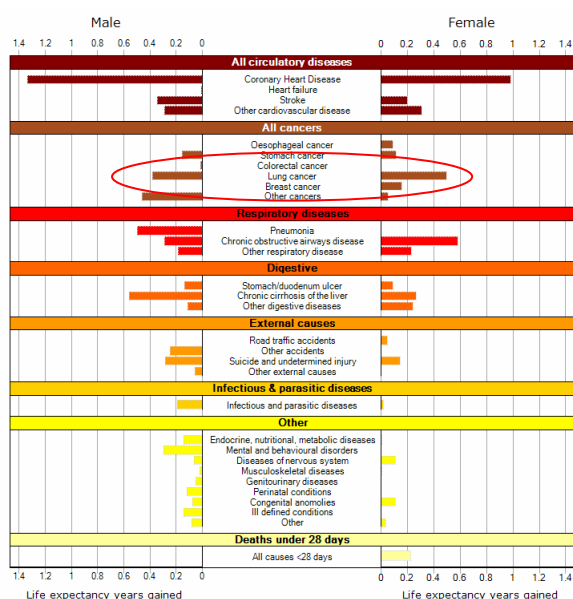 Male Female
1.4 1.2 1 0.8 0.6 0.4 0.2 0 0 0.2 0.4 0.6 0.8 1 1.2 1.4
All circulatory diseases
Coronary Heart Disease
Heart failure
Stroke
Other cardiovascular disease
All cancers
Oesophageal cancer
Stomach cancer
Colorectal cancer
Lung cancer
Breast cancer
Other cancers
Respiratory diseases
Pneumonia
Chronic obstructive airways disease
Other respiratory disease
Digestive
Stomach/duodenum ulcer
Chronic cirrhosis of the liver
Other digestive diseases
External causes
Road traffic accidents
Other accidents
Suicide and undetermined injury
Other external causes
Infectious & parasitic diseases
Infectious and parasitic diseases
Other
Endocrine, nutritional, metabolic diseases
Mental and behavioural disorders
Diseases of nervous system
Musculoskeletal diseases
Genitourinary diseases
Perinatal conditions
Congenital anomolies
Ill defined conditions
Other
Deaths under 28 days
All causes <28 days
1.4 1.2 1 0.8 0.6 0.4 0.2 0 0 0.2 0.4 0.6 0.8 1 1.2 1.4
Life expectancy years gained Life expectancy years gained